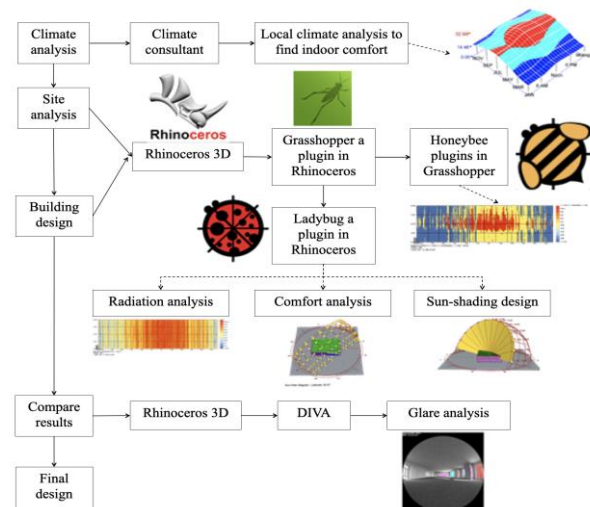 Climate
analysis
Climate
consultant
Local climate analysis to
find indoor comfort
Site
analysis
Rhinoceros
Rhinoceros 3D
Grasshopper a
plugin in
Rhinoceros
Honeybee
plugins in
Grasshopper
Building
design
Ladybug a
plugin in
Rhinoceros
Radiation analysis
Comfort analysis
Sun-shading design
Compare
results
Rhinoceros 3D
DIVA
Glare analysis
Final
design